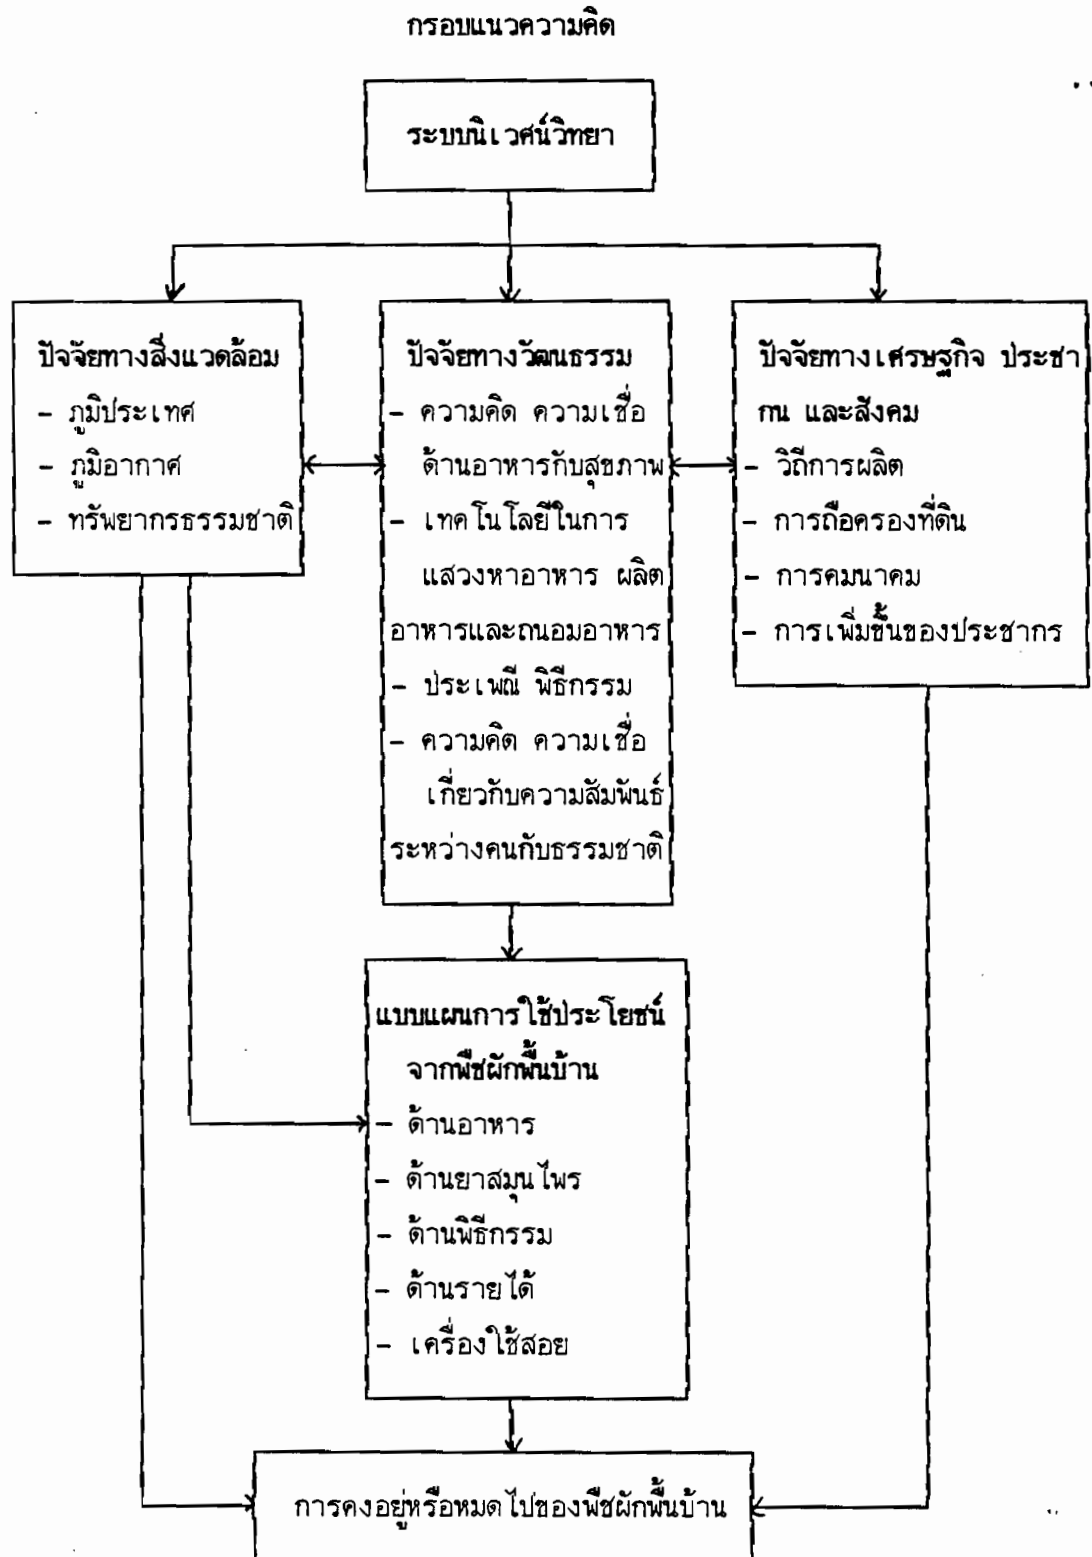 กรอบแนวความคิด
ระบบนิเวศน์วิทยา
ปัจจัยทางสิ่งแวดล้อม
- ภูมิประเทศ
- ภูมิอากาศ
- ทรัพยากรธรรมชาติ
ปัจจัยทางวัฒนธรรม
- ความคิด ความเชื่อ
ด้านอาหารกับสุขภาพ
- เทคโนโลยีในการ
แสวงหาอาหาร ผลิต
อาหารและถนอมอาหาร
- ประเพณี พิธีกรรม
- ความคิด ความเชื่อ
เกี่ยวกับความสัมพันธ์
ระหว่างคนกับธรรมชาติ
ปัจจัยทางเศรษฐกิจ ประชา
กน และสังคม
- วิถีการผลิต
- การถือครองที่ดิน
- การคมนาคม
- การเพิ่มขึ้นของประชากร
แบบแผนการใช้ประโยชน์
จากพืชผักพื้นบ้าน
- ด้านอาหาร
- ด้านยาสมุนไพร
- ด้านพิธีกรรม
- ด้านรายได้
- เครื่องใช้สอย
การคงอยู่หรือหมดไปของพืชผักพื้นบ้าน